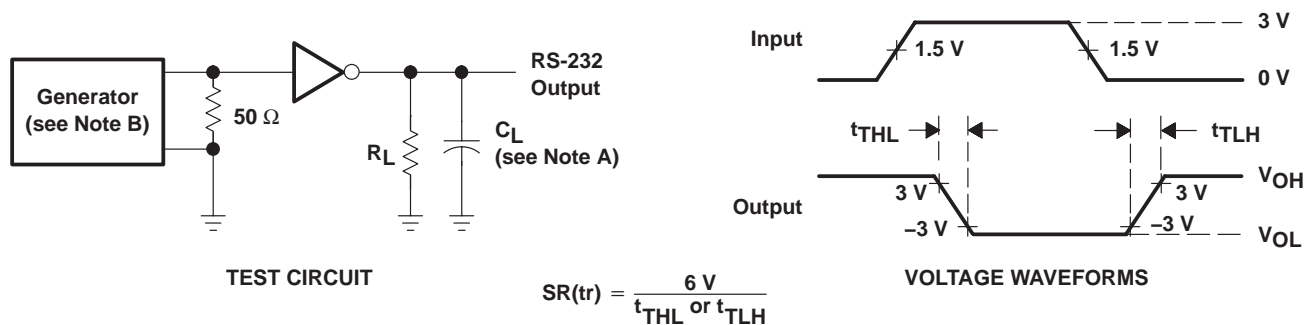 Generator
(see Note B)
50 Ω
RS-232
Output
RL
CL
(see Note A)
TEST CIRCUIT
Input
3 V
1.5 V
1.5 V
0 V
tTHL
tTLH
Output
3 V
–3 V
3 V
–3 V
VOH
VOL
VOLTAGE WAVEFORMS
SR(tr) = 6 V / tTHL or tTLH